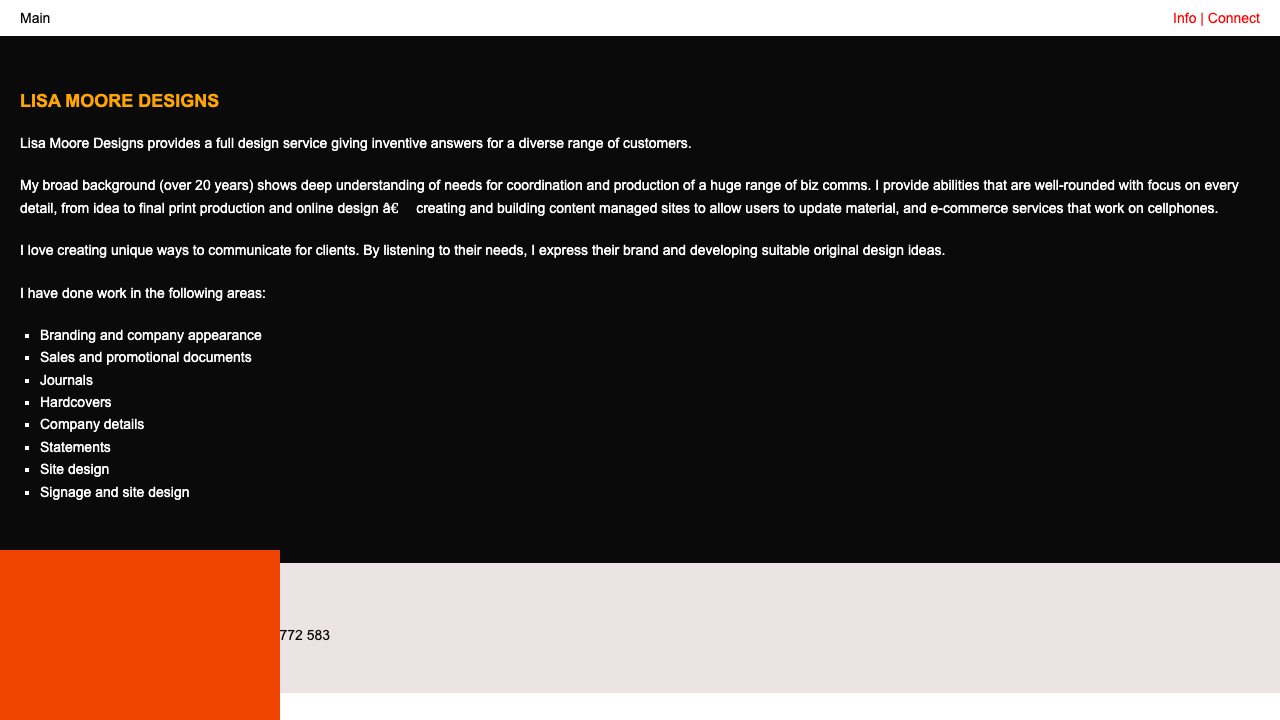 Main
Info | Connect
LISA MOORE DESIGNS
Lisa Moore Designs provides a full design service giving inventive answers for a diverse range of customers.
My broad background (over 20 years) shows deep understanding of needs for coordination and production of a huge range of biz comms. I provide abilities that are well-rounded with focus on every
detail, from idea to final print production and online design â€ creating and building content managed sites to allow users to update material, and e-commerce services that work on cellphones.
I love creating unique ways to communicate for clients. By listening to their needs, I express their brand and developing suitable original design ideas.
I have done work in the following areas:
Branding and company appearance
Sales and promotional documents
Journals
Hardcovers
Company details
Statements
Site design
Signage and site design
772 583